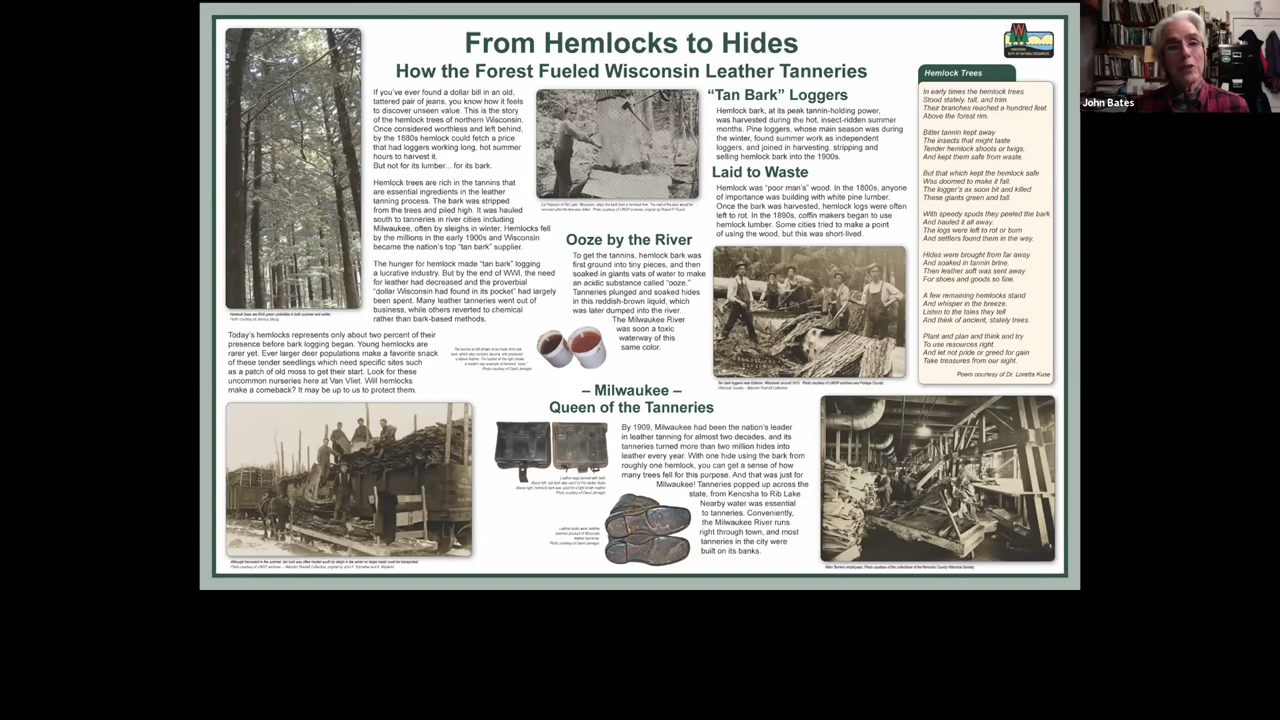 From Hemlocks to Hides
How the Forest Fueled Wisconsin Leather Tanneries
If you've ever found a dollar bill in an old,
tattered pair of jeans, you know how it feels
to discover unseen value. This is the story
of the hemlock trees of northern Wisconsin.
Once considered worthless and left behind,
by the 1880s hemlock could fetch a price
that had loggers working long, hot summer
hours to harvest it.
But not for its lumber... for its bark.
Hemlock trees are rich in the tannins that
are essential ingredients in the leather
tanning process. The bark was stripped
from the trees and piled high. It was hauled
south to tanneries in river cities including
Milwaukee, often by sleighs in winter. Hemlocks fell
by the millions in the early 1900s and Wisconsin
became the nation's top "tan bark" supplier.
The hunger for hemlock made "tan bark" logging
a lucrative industry. But by the end of WWI, the need
for leather had decreased and the proverbial
"dollar Wisconsin had found in its pocket" had largely
been spent. Many leather tanneries went out of
business, while others reverted to chemical
rather than bark-based methods.
Today's hemlocks represents only about two percent of their
presence before bark logging began. Young hemlocks are
rarer yet. Ever larger deer populations make a favorite snack
of these tender seedlings which need specific sites such
as a patch of old moss to get their start. Look for these
uncommon nurseries here at Van Vliet. Will hemlocks
make a comeback? It may be up to us to protect them.
Ooze by the River
To get the tannins, hemlock bark was
first ground into tiny pieces, and then
soaked in giants vats of water to make
an acidic substance called "ooze."
Tanneries plunged and soaked hides
in this reddish-brown liquid, which
was later dumped into the river.
The Milwaukee River
was soon a toxic
waterway of this
same color.
– Milwaukee –
Queen of the Tanneries
By 1909, Milwaukee had been the nation's leader
in leather tanning for almost two decades, and its
tanneries turned more than two million hides into
leather every year. With one hide using the bark from
roughly one hemlock, you can get a sense of how
many trees fell for this purpose. And that was just for
Milwaukee! Tanneries popped up across the
state, from Kenosha to Rib Lake.
Nearby water was essential
to tanneries. Conveniently,
the Milwaukee River runs
right through town, and most
tanneries in the city were
built on its banks.
"Tan Bark" Loggers
Hemlock bark, at its peak tannin-holding power,
was harvested during the hot, insect-ridden summer
months. Pine loggers, whose main season was during
the winter, found summer work as independent
loggers, and joined in harvesting, stripping and
selling hemlock bark into the 1900s.
Laid to Waste
Hemlock was "poor man's" wood. In the 1800s, anyone
of importance was building with white pine lumber.
Once the bark was harvested, hemlock logs were often
left to rot. In the 1890s, coffin makers began to use
hemlock lumber. Some cities tried to make a point
of using the wood, but this was short-lived.
Hemlock Trees
In early times the hemlock trees
Stood stately, tall, and trim.
Their branches reached a hundred feet.
Above the forest rim.
Bitter tannin kept away
The insects that might taste
Tender hemlock shoots or twigs,
And kept them safe from waste.
But that which kept the hemlock safe
Was doomed to make it fall.
The logger's ax soon bit and killed
These giants green and tall.
With speedy spuds they peeled the bark
And hauled it all away.
The logs were left to rot or burn
And settlers found them in the way.
Hides were brought from far away
And soaked in tannin brine.
Then leather soft was sent away
For shoes and goods so fine.
A few remaining hemlocks stand
And whisper in the breeze.
Listen to the tales they tell
And think of ancient, stately trees.
Plant and plan and think and try
To use resources right
And let not pride or greed for gain
Take treasures from our sight.
Poem courtesy of Dr. Loretta Kuse
John Bates